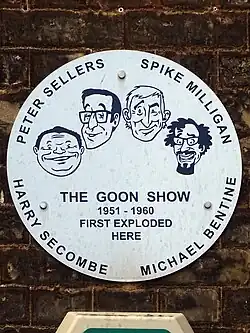 PETER SELLERS
SPIKE MILLIGAN
HARRY SECOMBE
MICHAEL BENTINE
THE GOON SHOW
1951 - 1960
FIRST EXPLODED
HERE